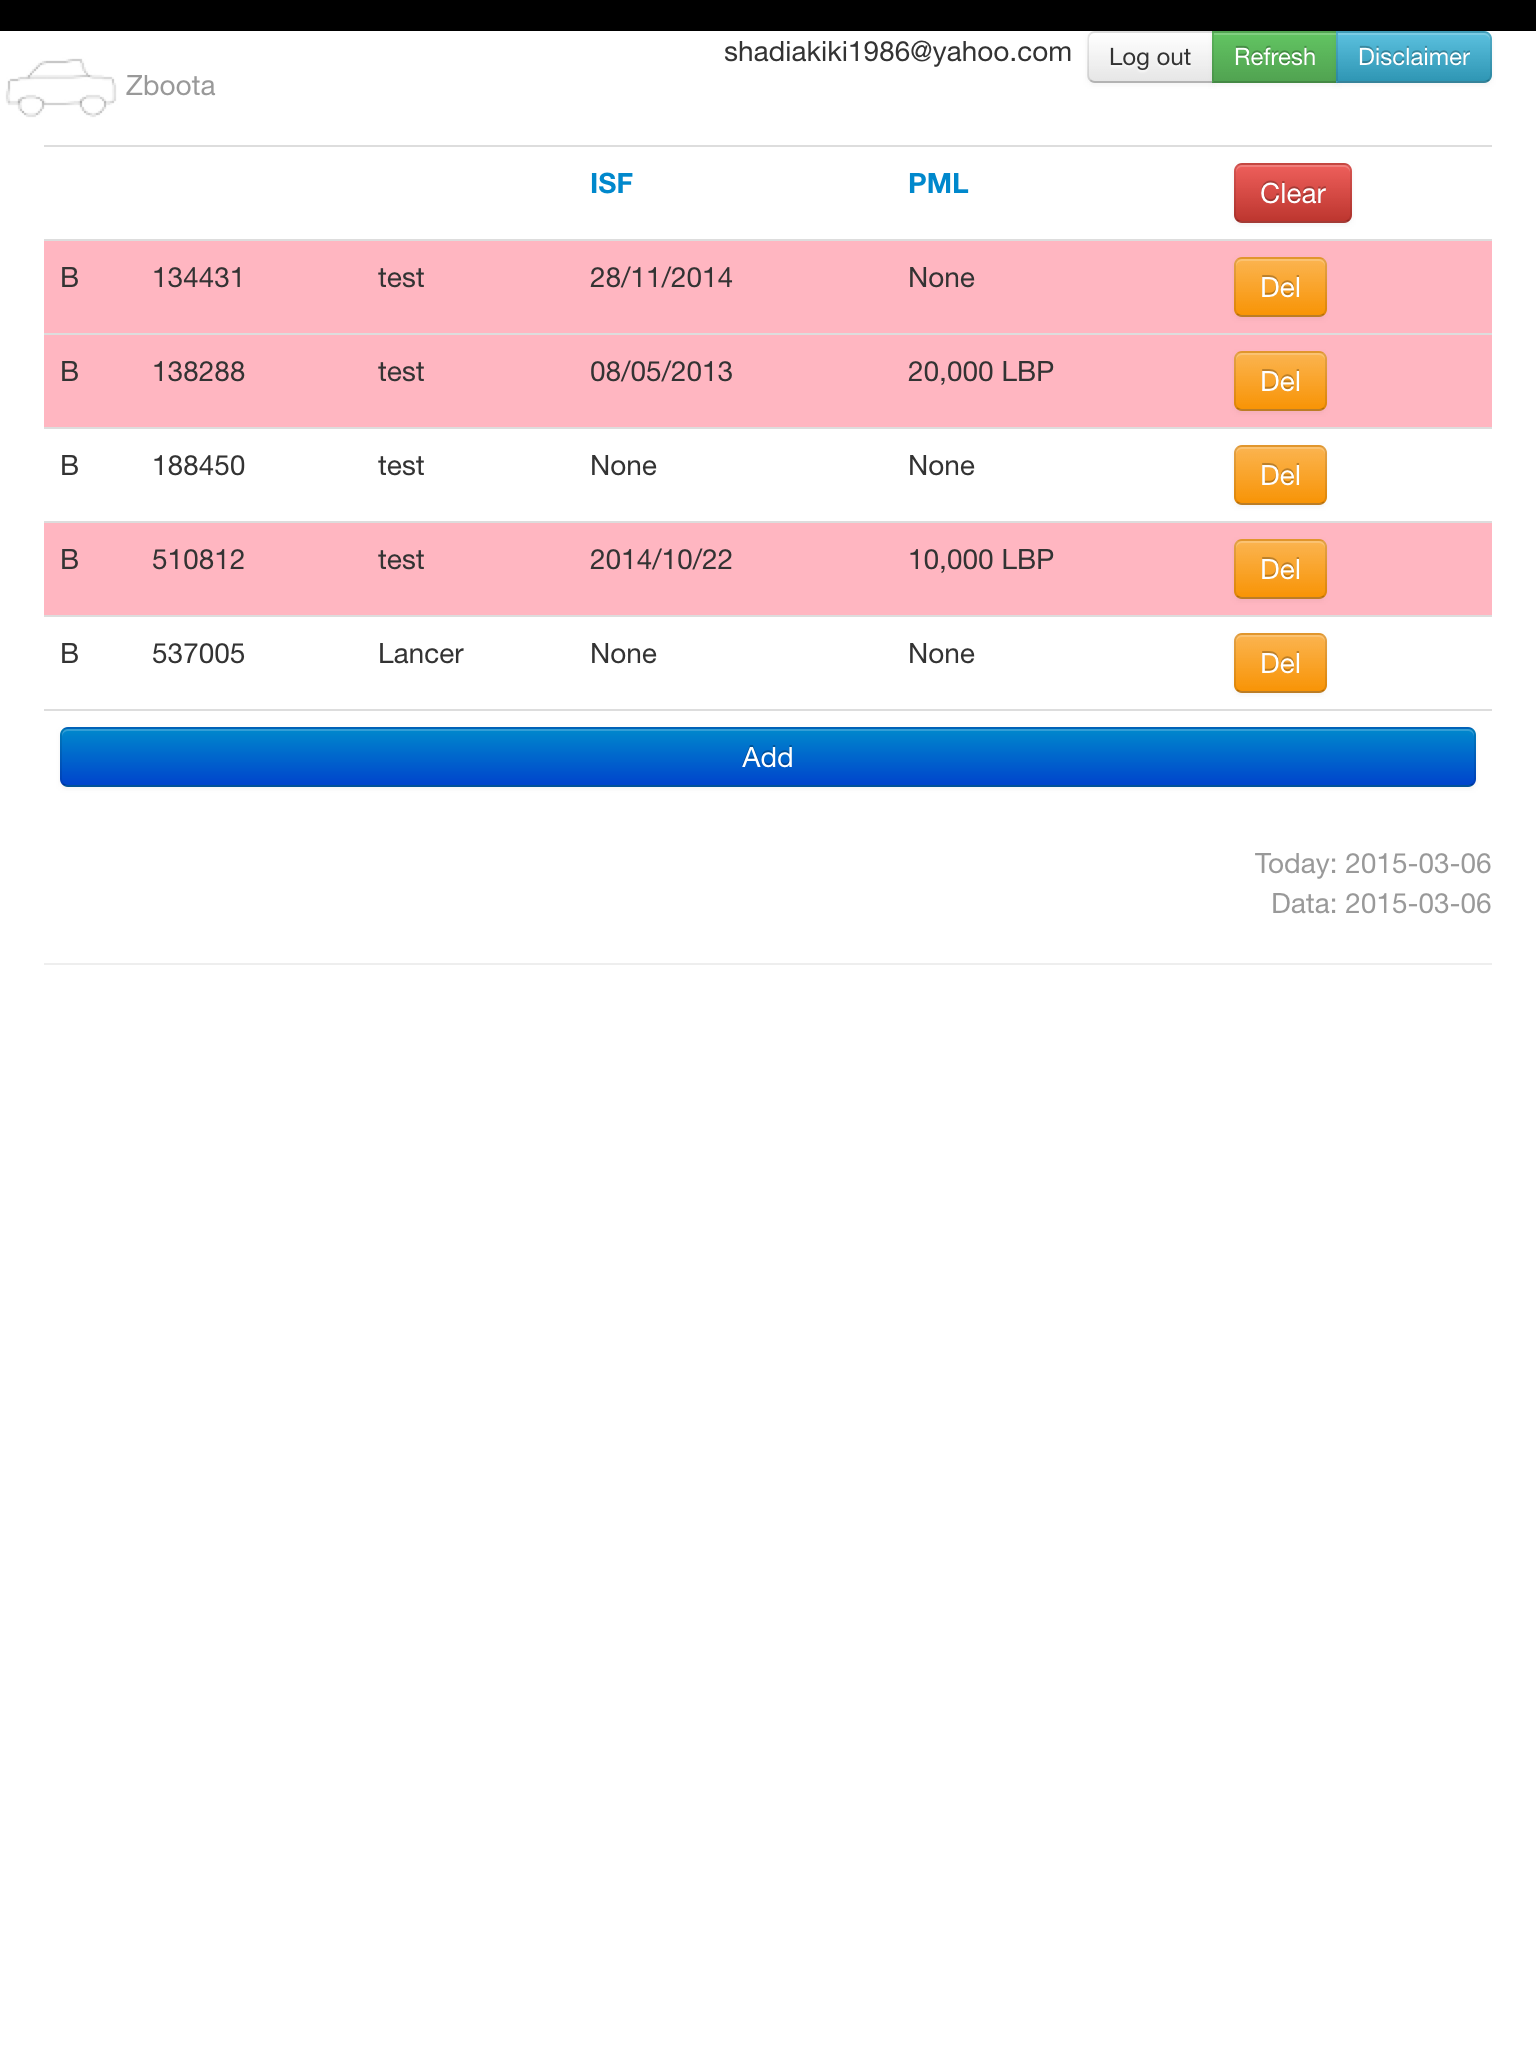 shadiakiki1986@yahoo.com Log out Refresh Disclaimer
Zboota
ISF PML Clear
B 134431 test 28/11/2014 None Del
B 138288 test 08/05/2013 20,000 LBP Del
B 188450 test None None Del
B 510812 test 2014/10/22 10,000 LBP Del
B 537005 Lancer None None Del
Add
Today: 2015-03-06
Data: 2015-03-06